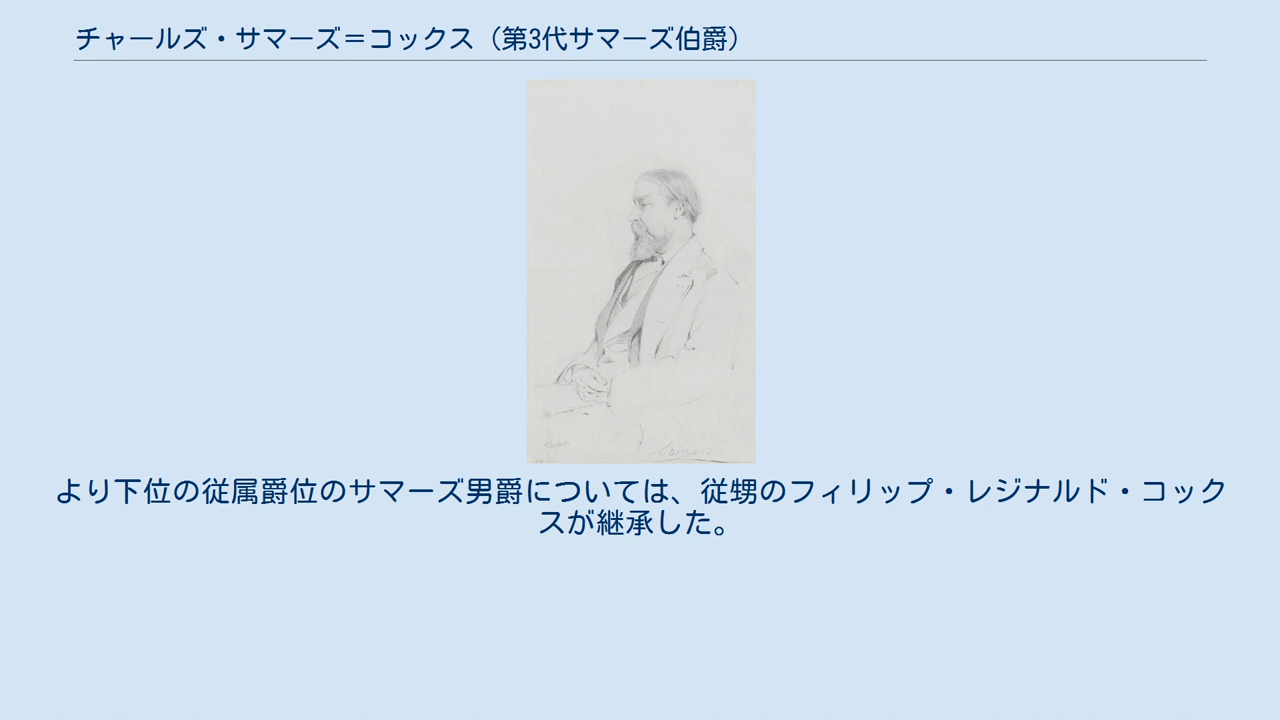 チャールズ・サマーズ＝コックス（第3代サマーズ伯爵）
Somers
より下位の従属爵位のサマーズ男爵については、従甥のフィリップ・レジナルド・コック
スが継承した。